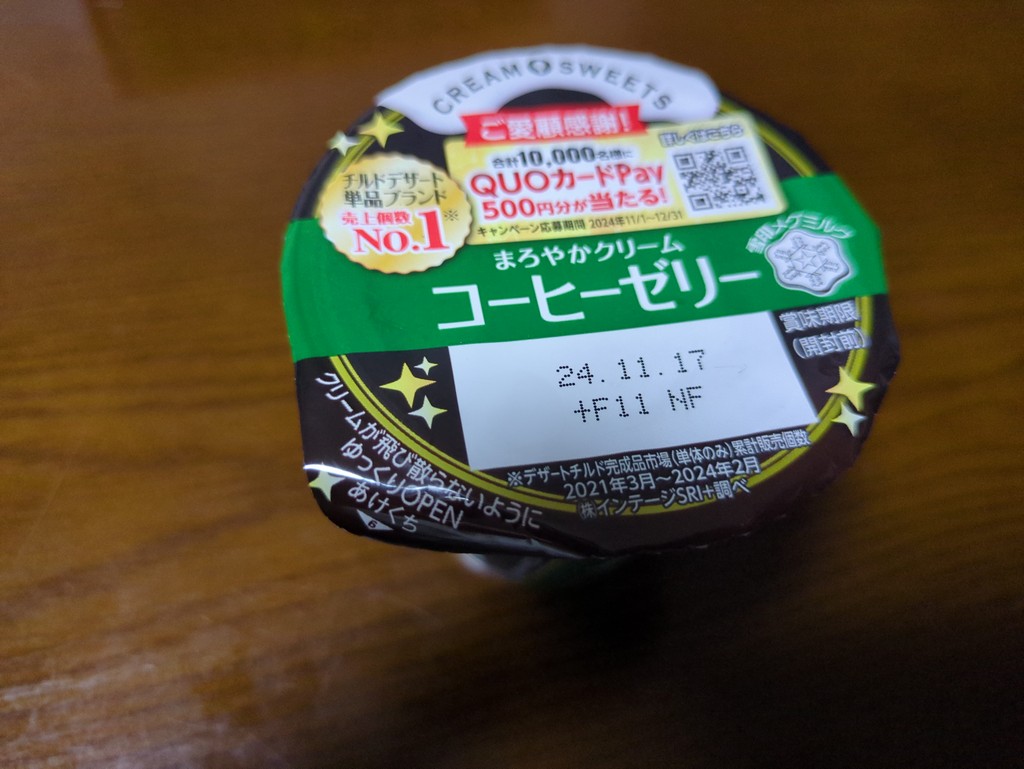 CREAM SWEETS
ご愛顧感謝!
詳しくはこちら
合計10,000名様に
QUOカードPay
500円分が当たる!
キャンペーン応募期間 2024年11/1~12/31
チルドデザート
単品ブランド
売上個数
No.1※
まろやかクリーム
コーヒーゼリー
雪印メグミルク
賞味期限
(開封前)
24.11.17
+F11 NF
※デザートチルド完成品市場(単体のみ)累計販売個数
2021年3月~2024年2月
㈱インテージSRI+調べ
クリームが飛び散らないように
ゆっくりOPEN
あけくち
6